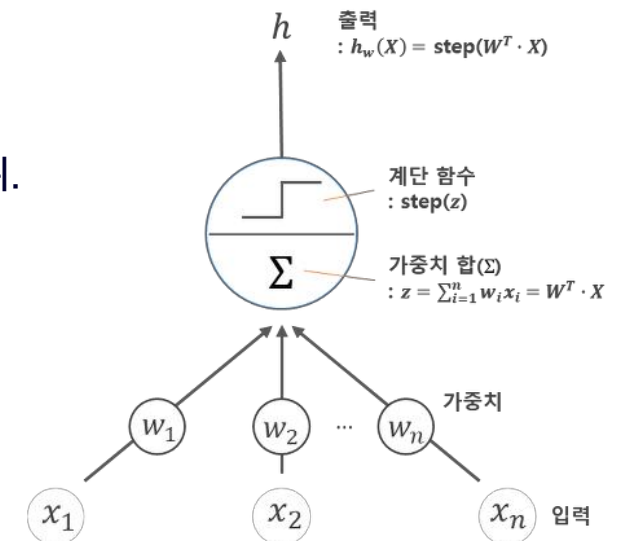 h
출력
: h_w(X) = step(W^T · X)
계단 함수
: step(z)
Σ
가중치 합(Σ)
: z = ∑_{i=1}^{n} w_i x_i = W^T · X
가중치
w_1
w_2
...
w_n
x_1
x_2
x_n
입력